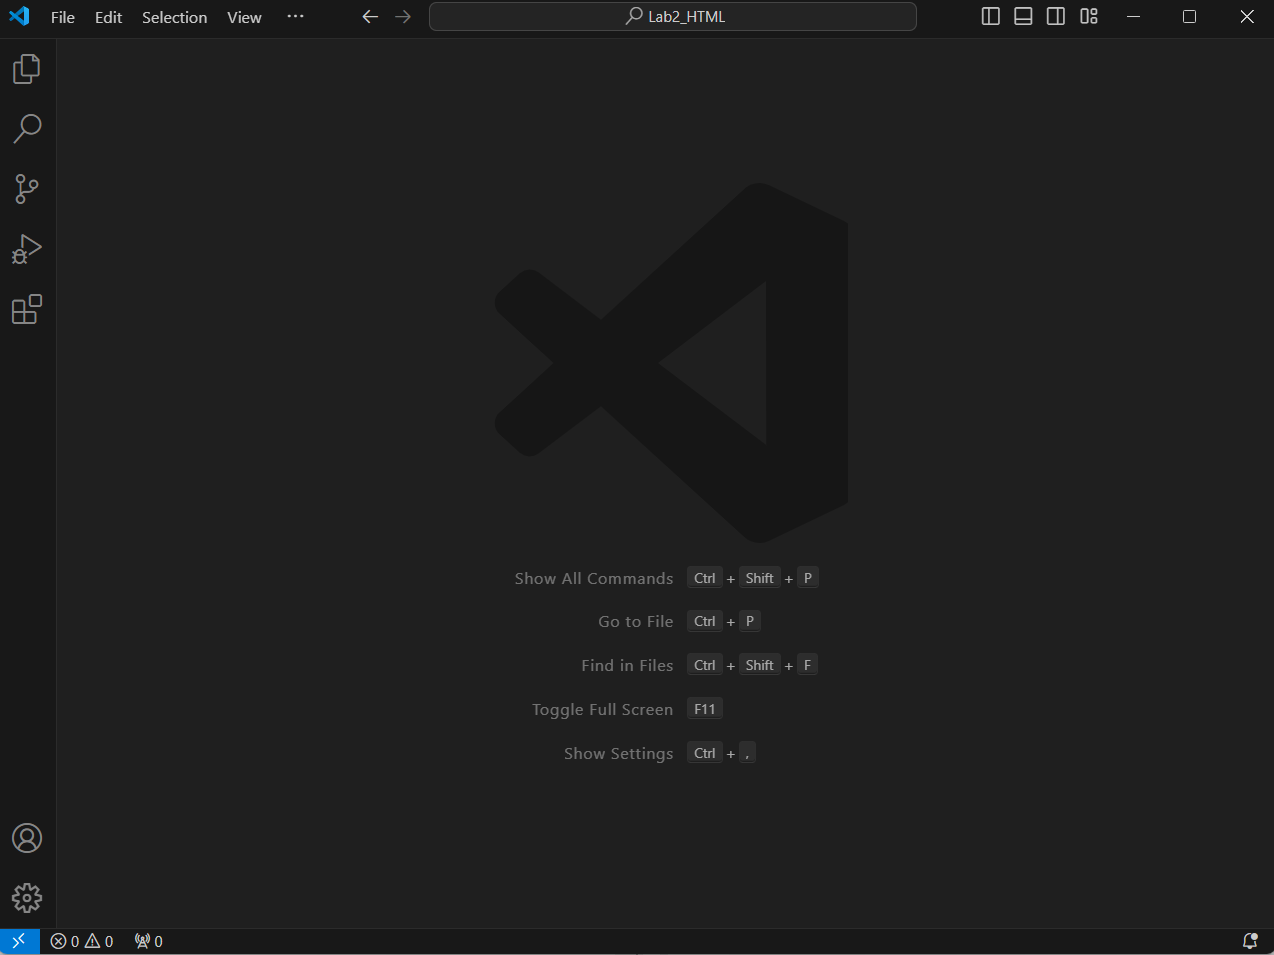 File Edit Selection View ··· Lab2_HTML
Show All Commands Ctrl + Shift + P
Go to File Ctrl + P
Find in Files Ctrl + Shift + F
Toggle Full Screen F11
Show Settings Ctrl + ,
0 0 0